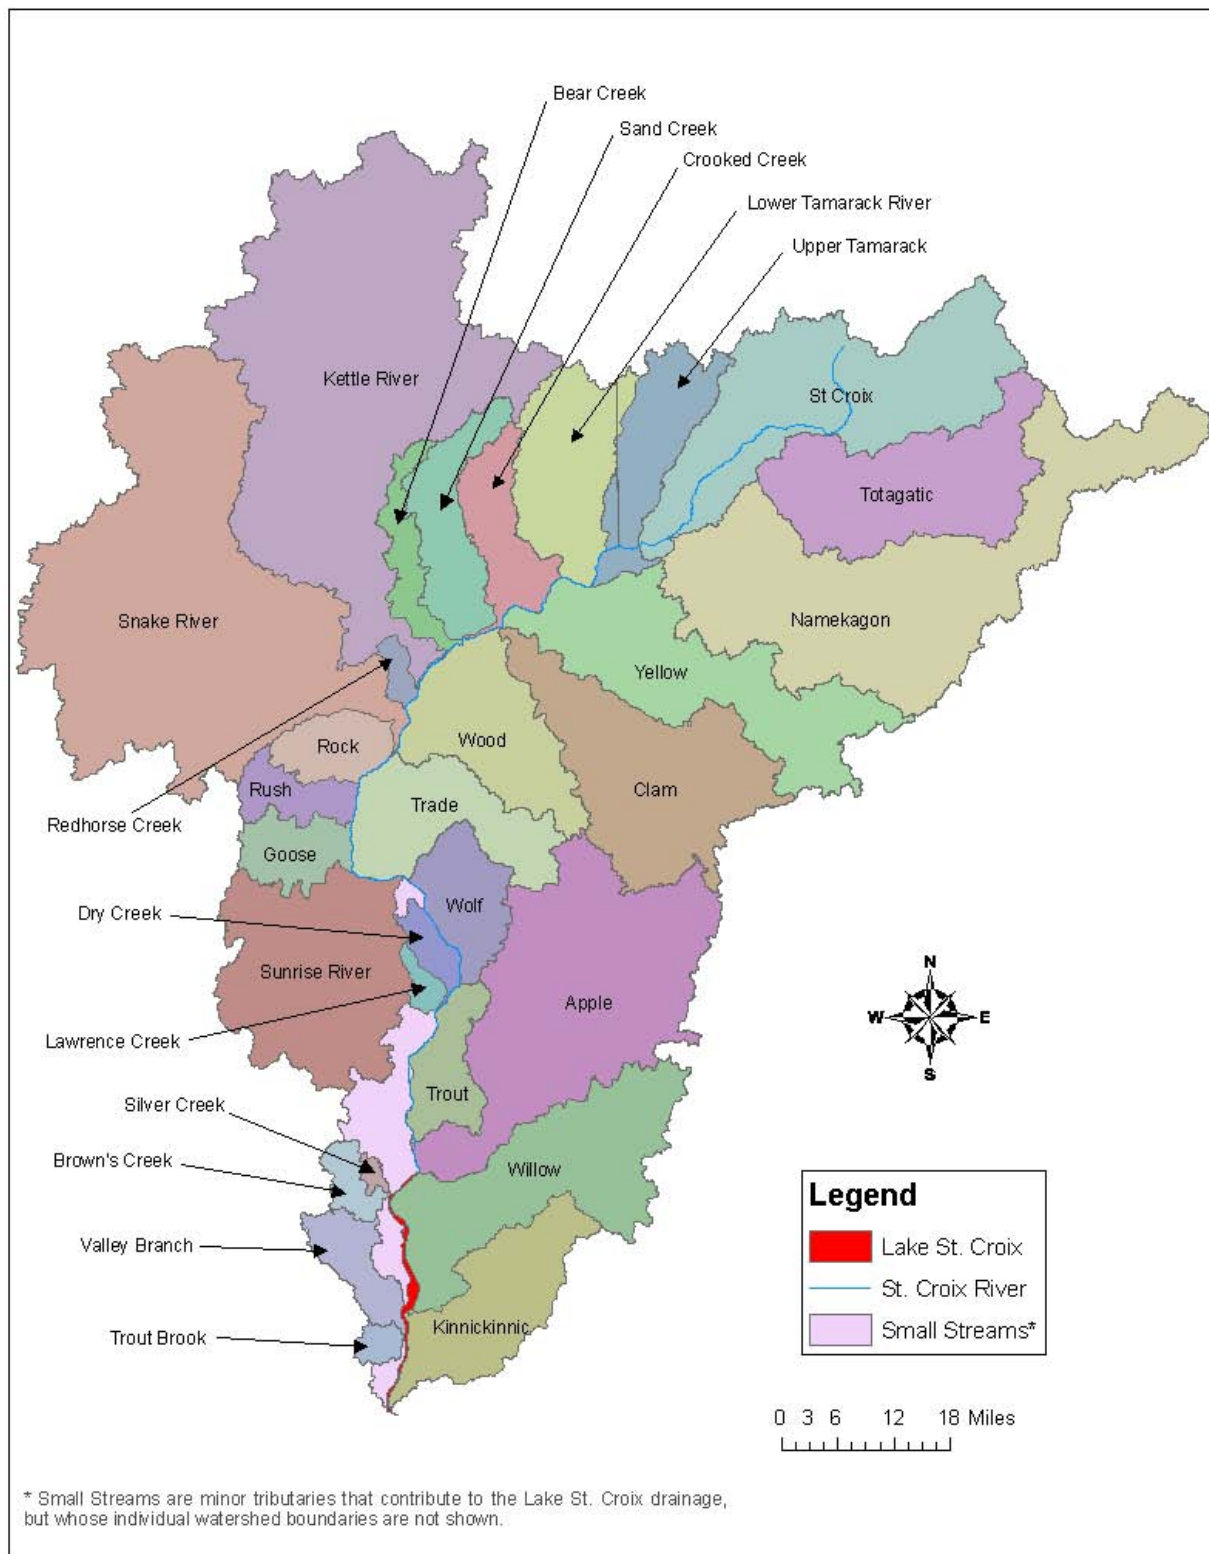 Bear Creek
Sand Creek
Crooked Creek
Lower Tamarack River
Upper Tamarack
Kettle River
St Croix
Totagatic
Snake River
Namekagon
Yellow
Rock
Wood
Rush
Trade
Clam
Redhorse Creek
Goose
Dry Creek
Wolf
Sunrise River
Apple
N
W
E
S
Lawrence Creek
Trout
Silver Creek
Brown's Creek
Willow
Valley Branch
Trout Brook
Kinnickinnic
Legend
Lake St. Croix
St. Croix River
Small Streams*
0 3 6 12 18 Miles
* Small Streams are minor tributaries that contribute to the Lake St. Croix drainage,
but whose individual watershed boundaries are not shown.